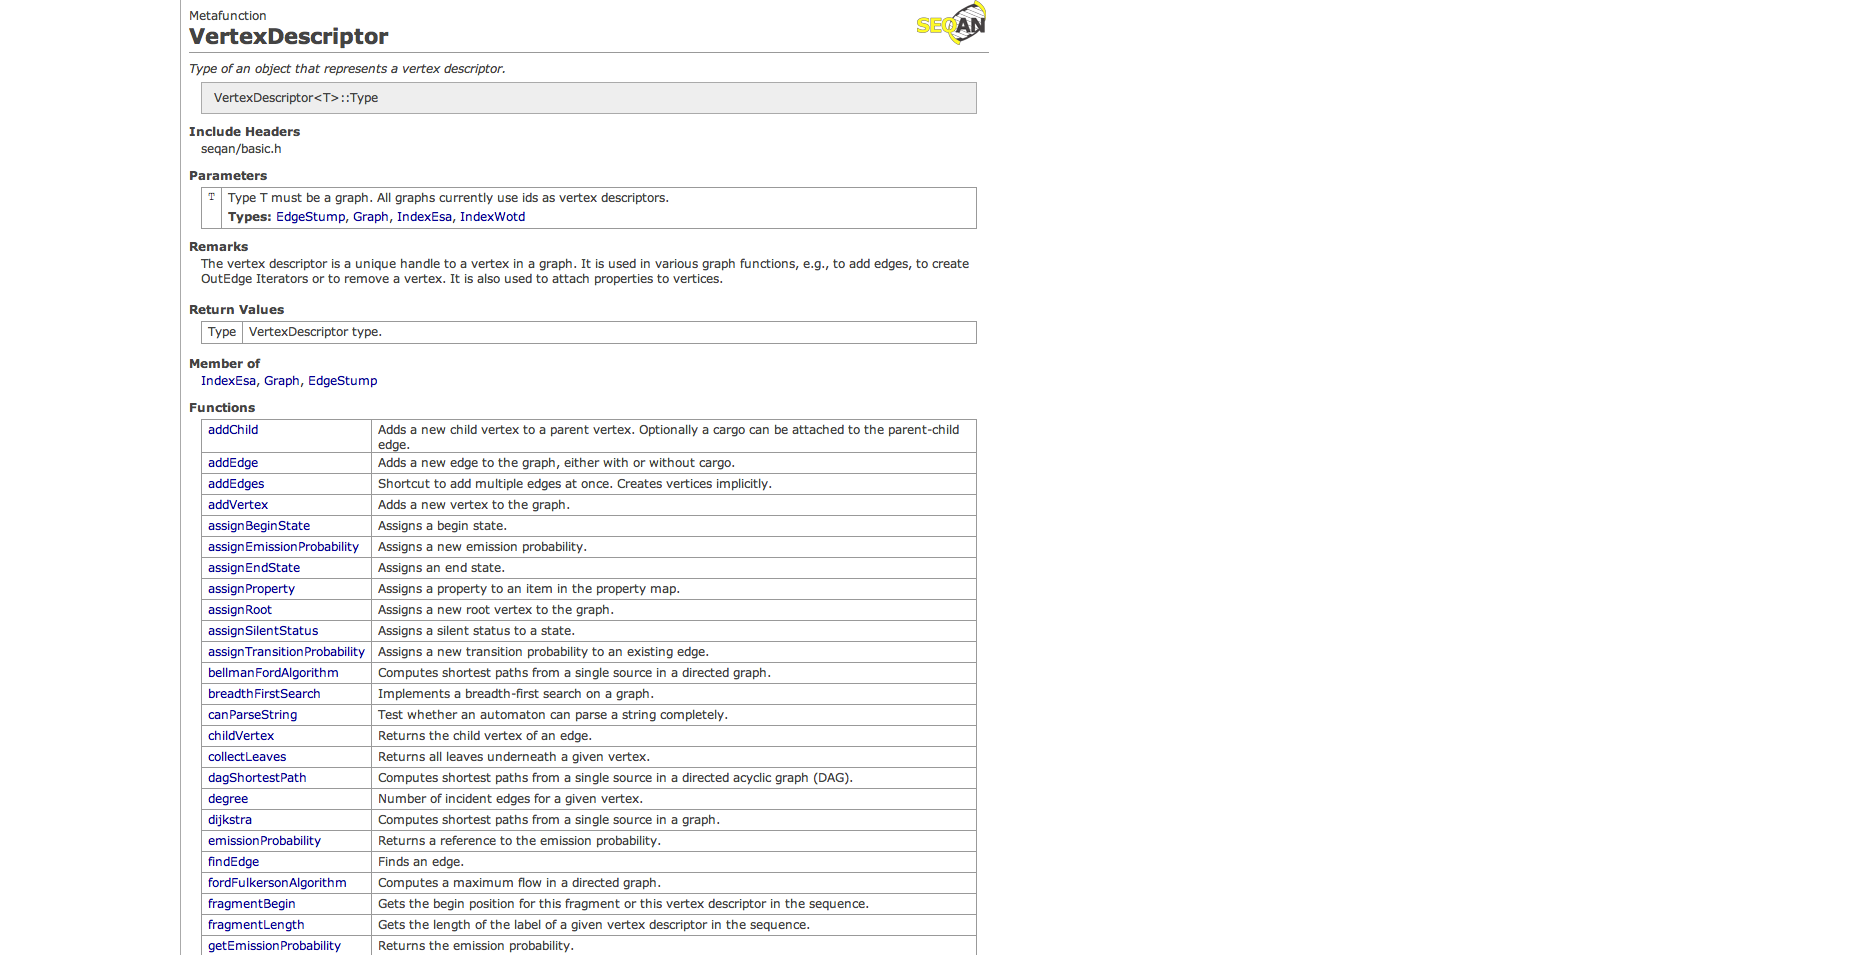 Metafunction
VertexDescriptor
SEQAN
Type of an object that represents a vertex descriptor.
VertexDescriptor<T>::Type
Include Headers
seqan/basic.h
Parameters
T Type T must be a graph. All graphs currently use ids as vertex descriptors.
Types: EdgeStump, Graph, IndexEsa, IndexWotd
Remarks
The vertex descriptor is a unique handle to a vertex in a graph. It is used in various graph functions, e.g., to add edges, to create
OutEdge Iterators or to remove a vertex. It is also used to attach properties to vertices.
Return Values
Type VertexDescriptor type.
Member of
IndexEsa, Graph, EdgeStump
Functions
addChild Adds a new child vertex to a parent vertex. Optionally a cargo can be attached to the parent-child
edge.
addEdge Adds a new edge to the graph, either with or without cargo.
addEdges Shortcut to add multiple edges at once. Creates vertices implicitly.
addVertex Adds a new vertex to the graph.
assignBeginState Assigns a begin state.
assignEmissionProbability Assigns a new emission probability.
assignEndState Assigns an end state.
assignProperty Assigns a property to an item in the property map.
assignRoot Assigns a new root vertex to the graph.
assignSilentStatus Assigns a silent status to a state.
assignTransitionProbability Assigns a new transition probability to an existing edge.
bellmanFordAlgorithm Computes shortest paths from a single source in a directed graph.
breadthFirstSearch Implements a breadth-first search on a graph.
canParseString Test whether an automaton can parse a string completely.
childVertex Returns the child vertex of an edge.
collectLeaves Returns all leaves underneath a given vertex.
dagShortestPath Computes shortest paths from a single source in a directed acyclic graph (DAG).
degree Number of incident edges for a given vertex.
dijkstra Computes shortest paths from a single source in a graph.
emissionProbability Returns a reference to the emission probability.
findEdge Finds an edge.
fordFulkersonAlgorithm Computes a maximum flow in a directed graph.
fragmentBegin Gets the begin position for this fragment or this vertex descriptor in the sequence.
fragmentLength Gets the length of the label of a given vertex descriptor in the sequence.
getEmissionProbability Returns the emission probability.